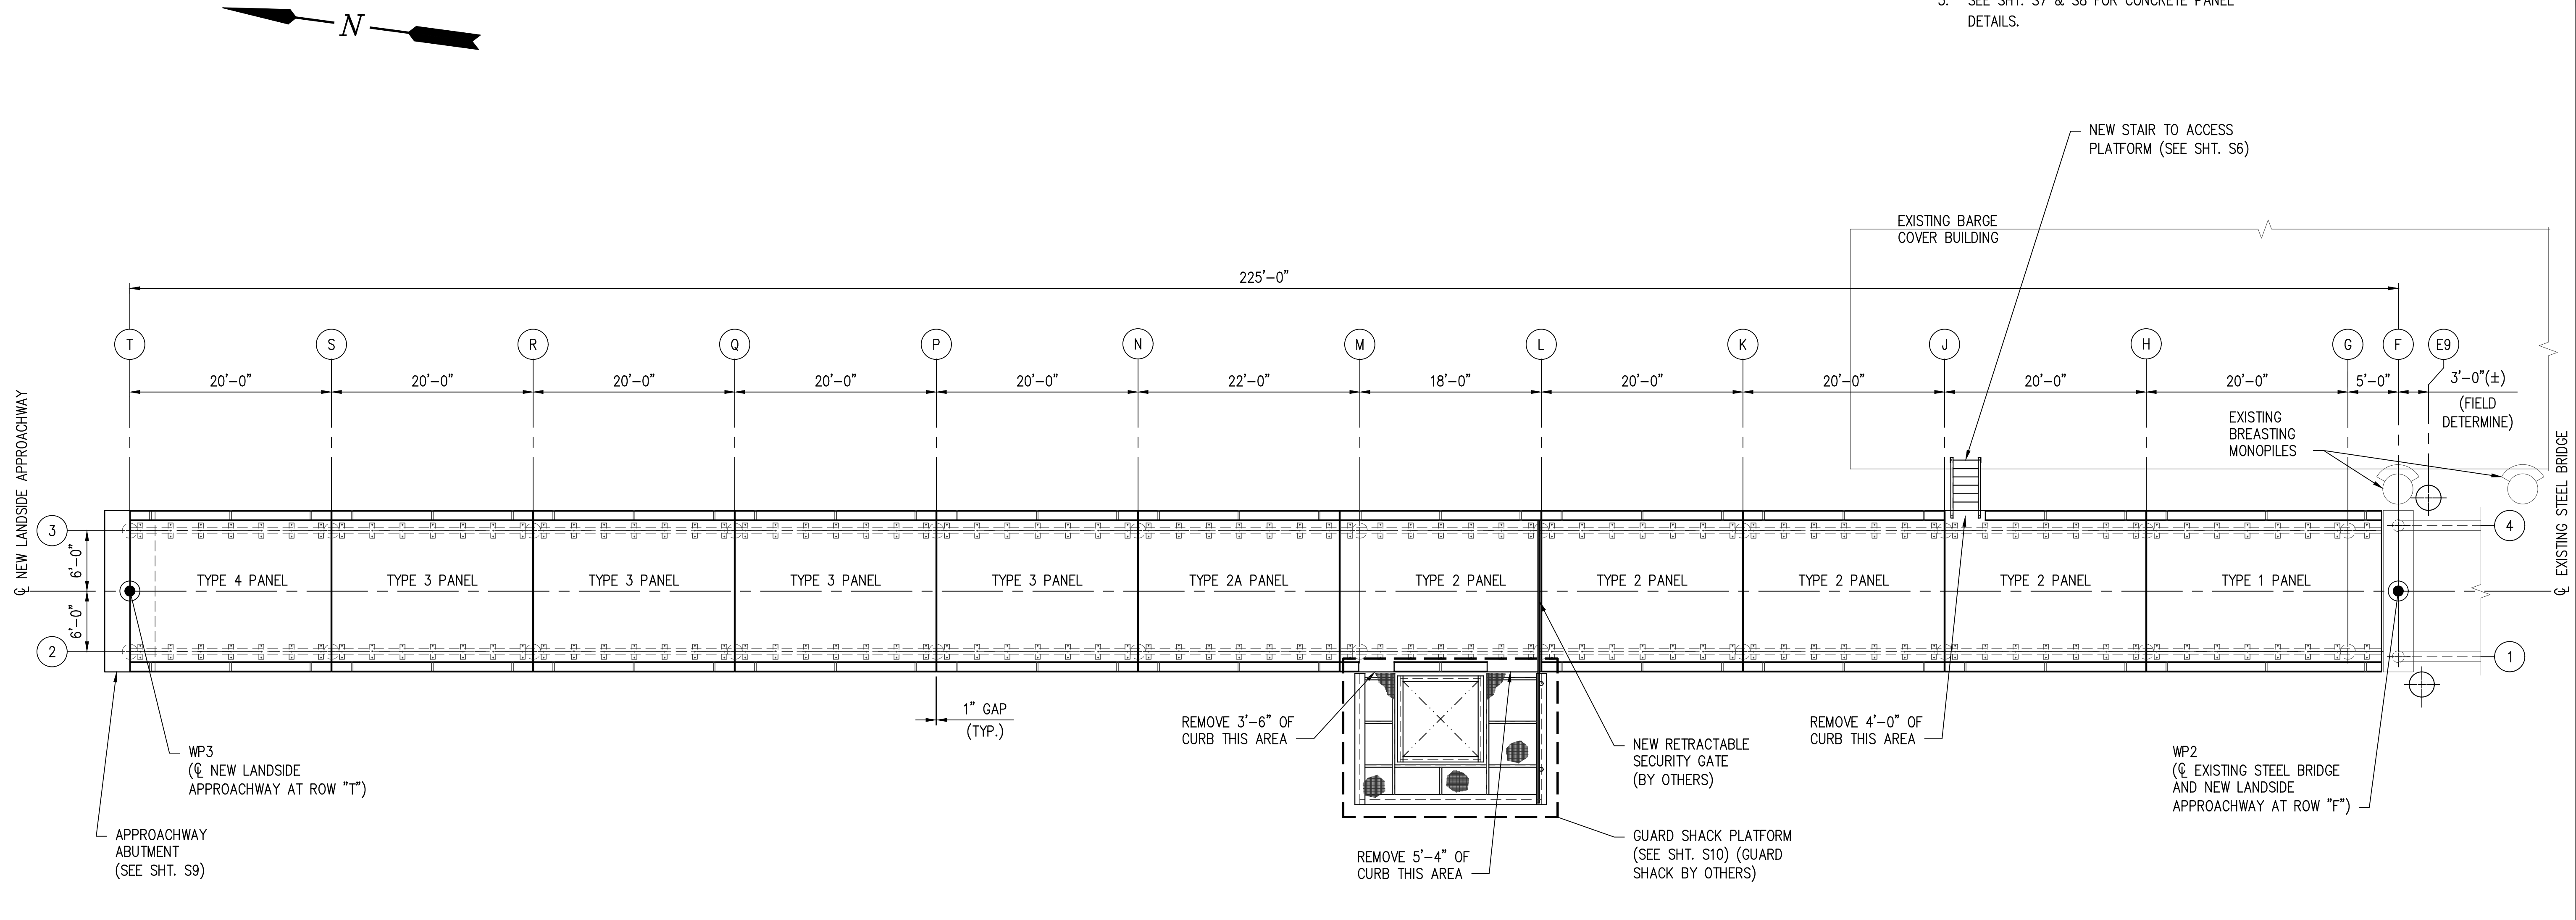 5. SEE SHT. S7 & S8 FOR CONCRETE PANEL
DETAILS.
N
NEW STAIR TO ACCESS
PLATFORM (SEE SHT. S6)
EXISTING BARGE
COVER BUILDING
225'-0"
T
S
R
Q
P
N
M
L
K
J
H
G
F
E9
20'-0"
20'-0"
20'-0"
20'-0"
20'-0"
22'-0"
18'-0"
20'-0"
20'-0"
20'-0"
20'-0"
5'-0"
3'-0"(±)
(FIELD
DETERMINE)
EXISTING
BREASTING
MONOPILES
℄ NEW LANDSIDE APPROACHWAY
℄ EXISTING STEEL BRIDGE
3
6'-0"
6'-0"
2
4
1
TYPE 4 PANEL
TYPE 3 PANEL
TYPE 3 PANEL
TYPE 3 PANEL
TYPE 3 PANEL
TYPE 2A PANEL
TYPE 2 PANEL
TYPE 2 PANEL
TYPE 2 PANEL
TYPE 2 PANEL
TYPE 1 PANEL
WP3
(℄ NEW LANDSIDE
APPROACHWAY AT ROW "T")
APPROACHWAY
ABUTMENT
(SEE SHT. S9)
1" GAP
(TYP.)
REMOVE 3'-6" OF
CURB THIS AREA
REMOVE 5'-4" OF
CURB THIS AREA
NEW RETRACTABLE
SECURITY GATE
(BY OTHERS)
GUARD SHACK PLATFORM
(SEE SHT. S10) (GUARD
SHACK BY OTHERS)
REMOVE 4'-0" OF
CURB THIS AREA
WP2
(℄ EXISTING STEEL BRIDGE
AND NEW LANDSIDE
APPROACHWAY AT ROW "F")